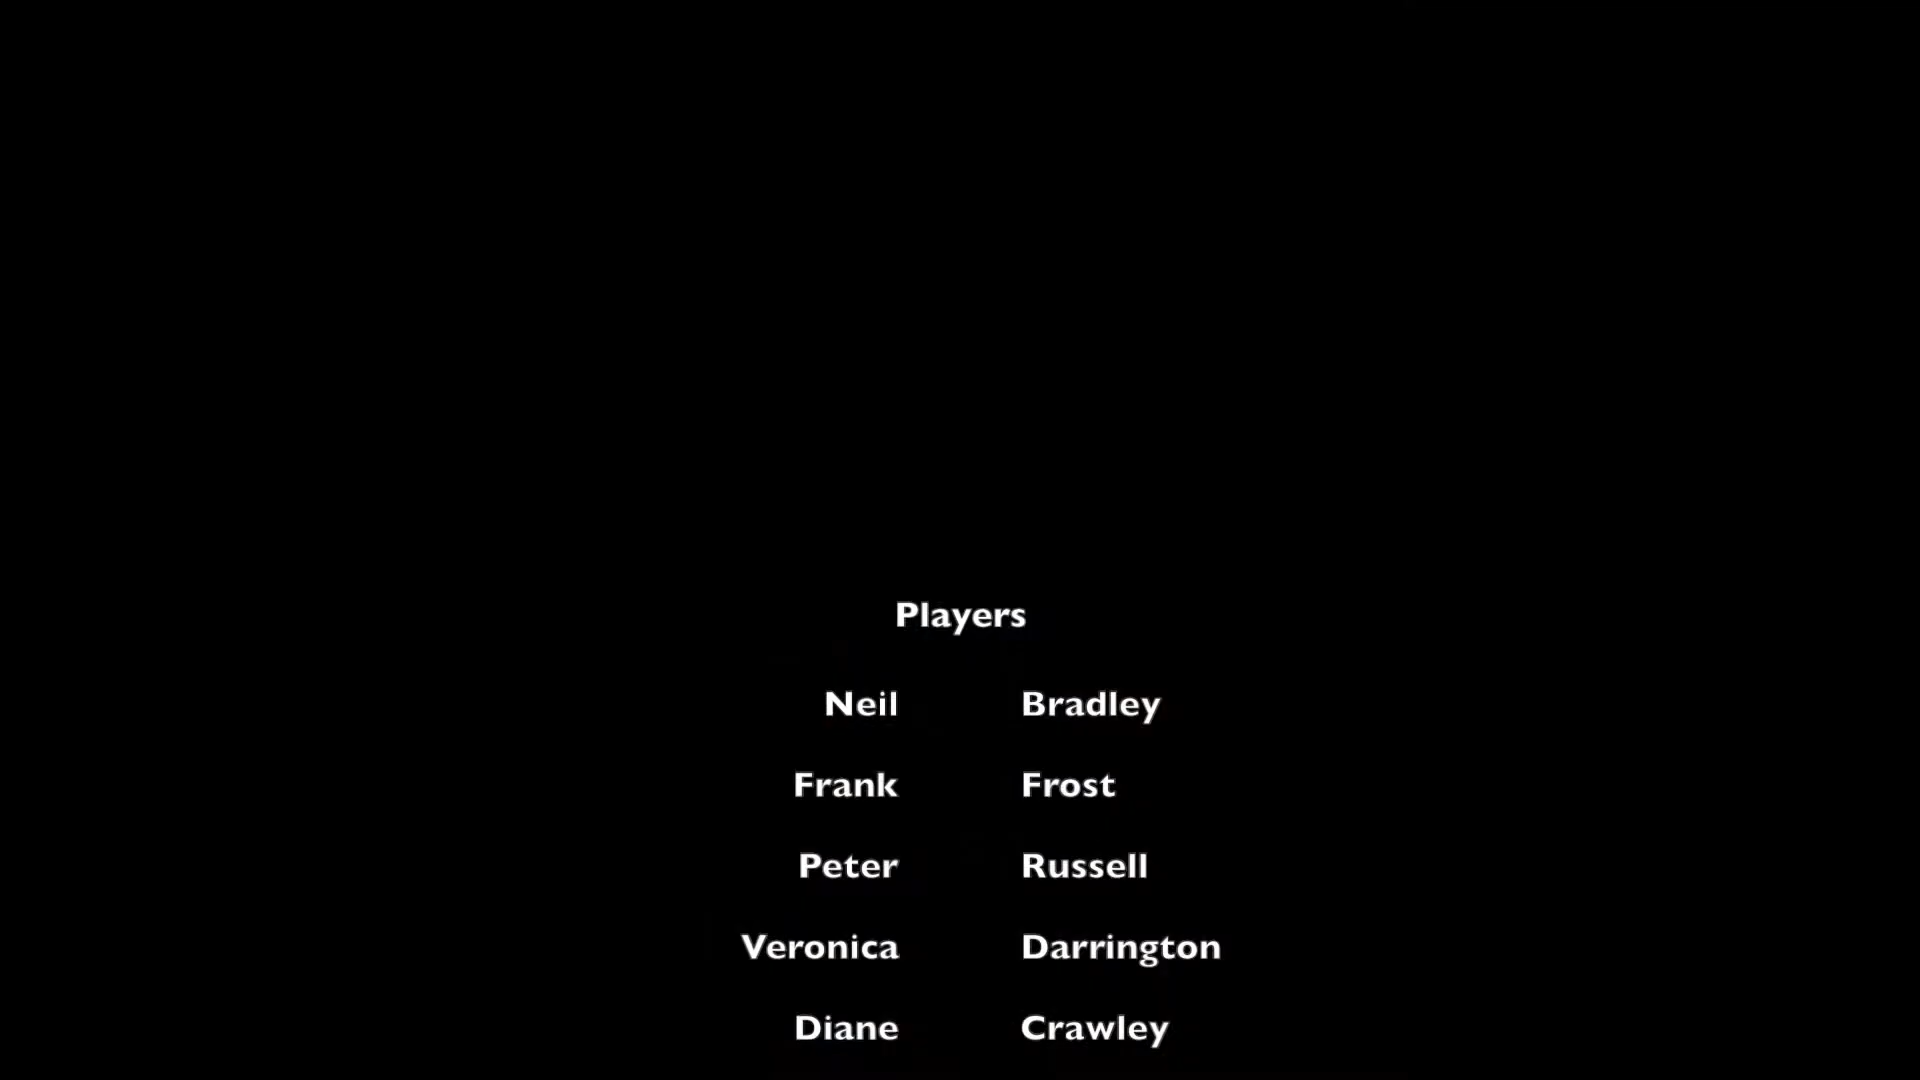 Players
Neil Bradley
Frank Frost
Peter Russell
Veronica Darrington
Diane Crawley